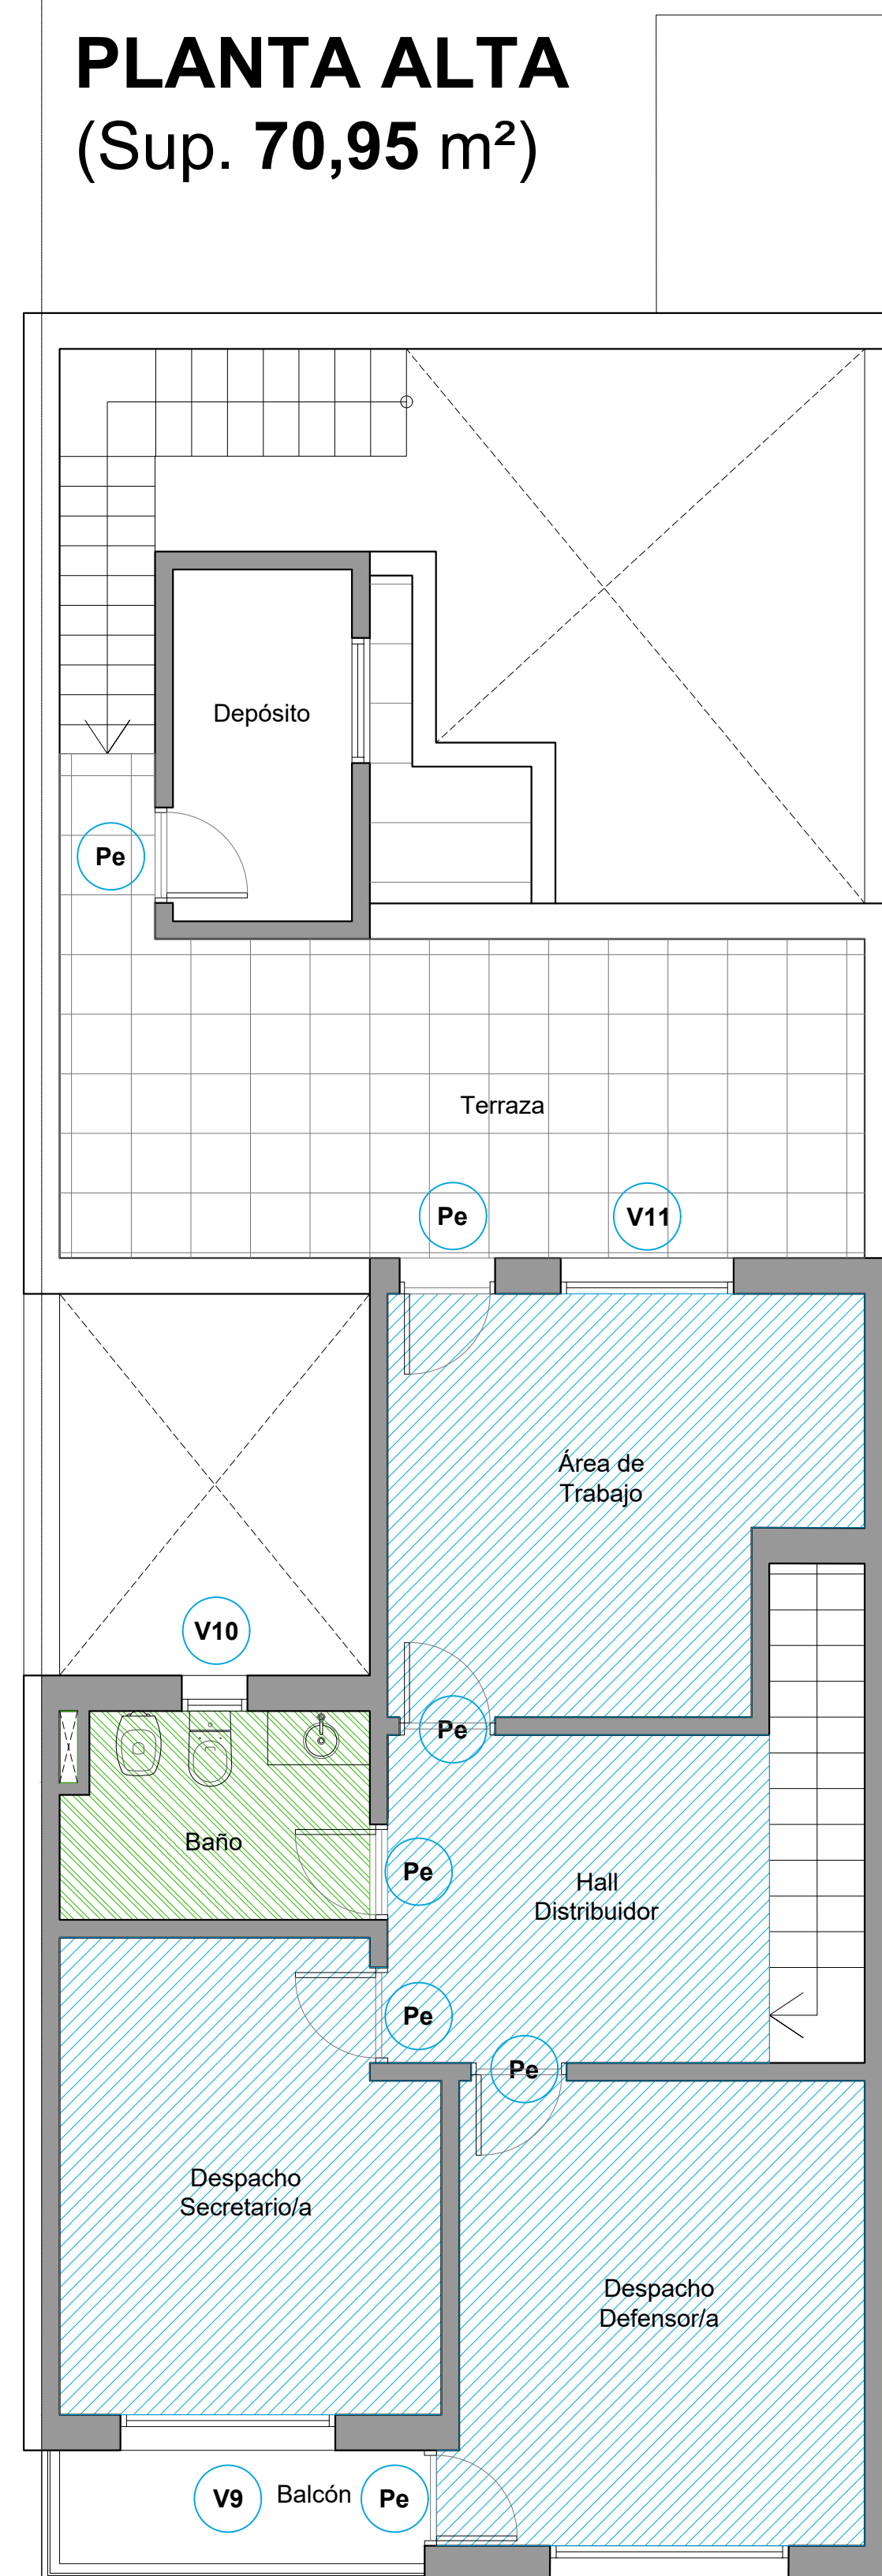 PLANTA ALTA
(Sup. 70,95 m²)
Depósito
Pe
Terraza
Pe
V11
Área de
Trabajo
V10
Pe
Baño
Pe
Hall
Distribuidor
Pe
Pe
Despacho
Secretario/a
Despacho
Defensor/a
V9
Balcón
Pe